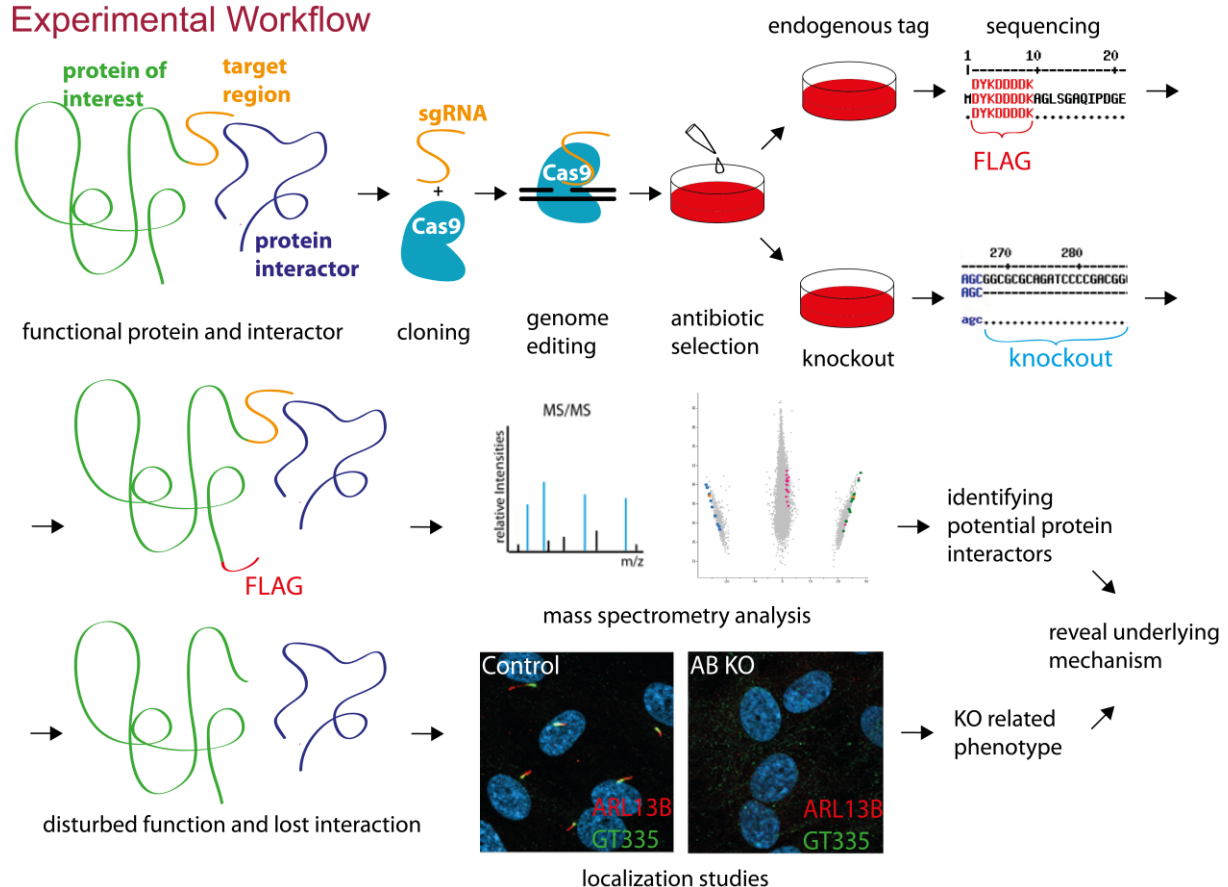 Experimental Workflow
protein of
interest
target
region
sgRNA
+
Cas9
Cas9
protein
interactor
endogenous tag
sequencing
1 10 20
DYKDDDDK
MDYKDDDDKAGLSGAQIPDGE
DYKDDDDK
FLAG
270 280
AGCGGCGCGCAGATCCCCGACGG
AGC
agc
knockout
functional protein and interactor
cloning
genome
editing
antibiotic
selection
knockout
FLAG
MS/MS
relative Intensities
m/z
mass spectrometry analysis
identifying
potential protein
interactors
reveal underlying
mechanism
Control
ARL13B
GT335
AB KO
ARL13B
GT335
KO related
phenotype
disturbed function and lost interaction
localization studies